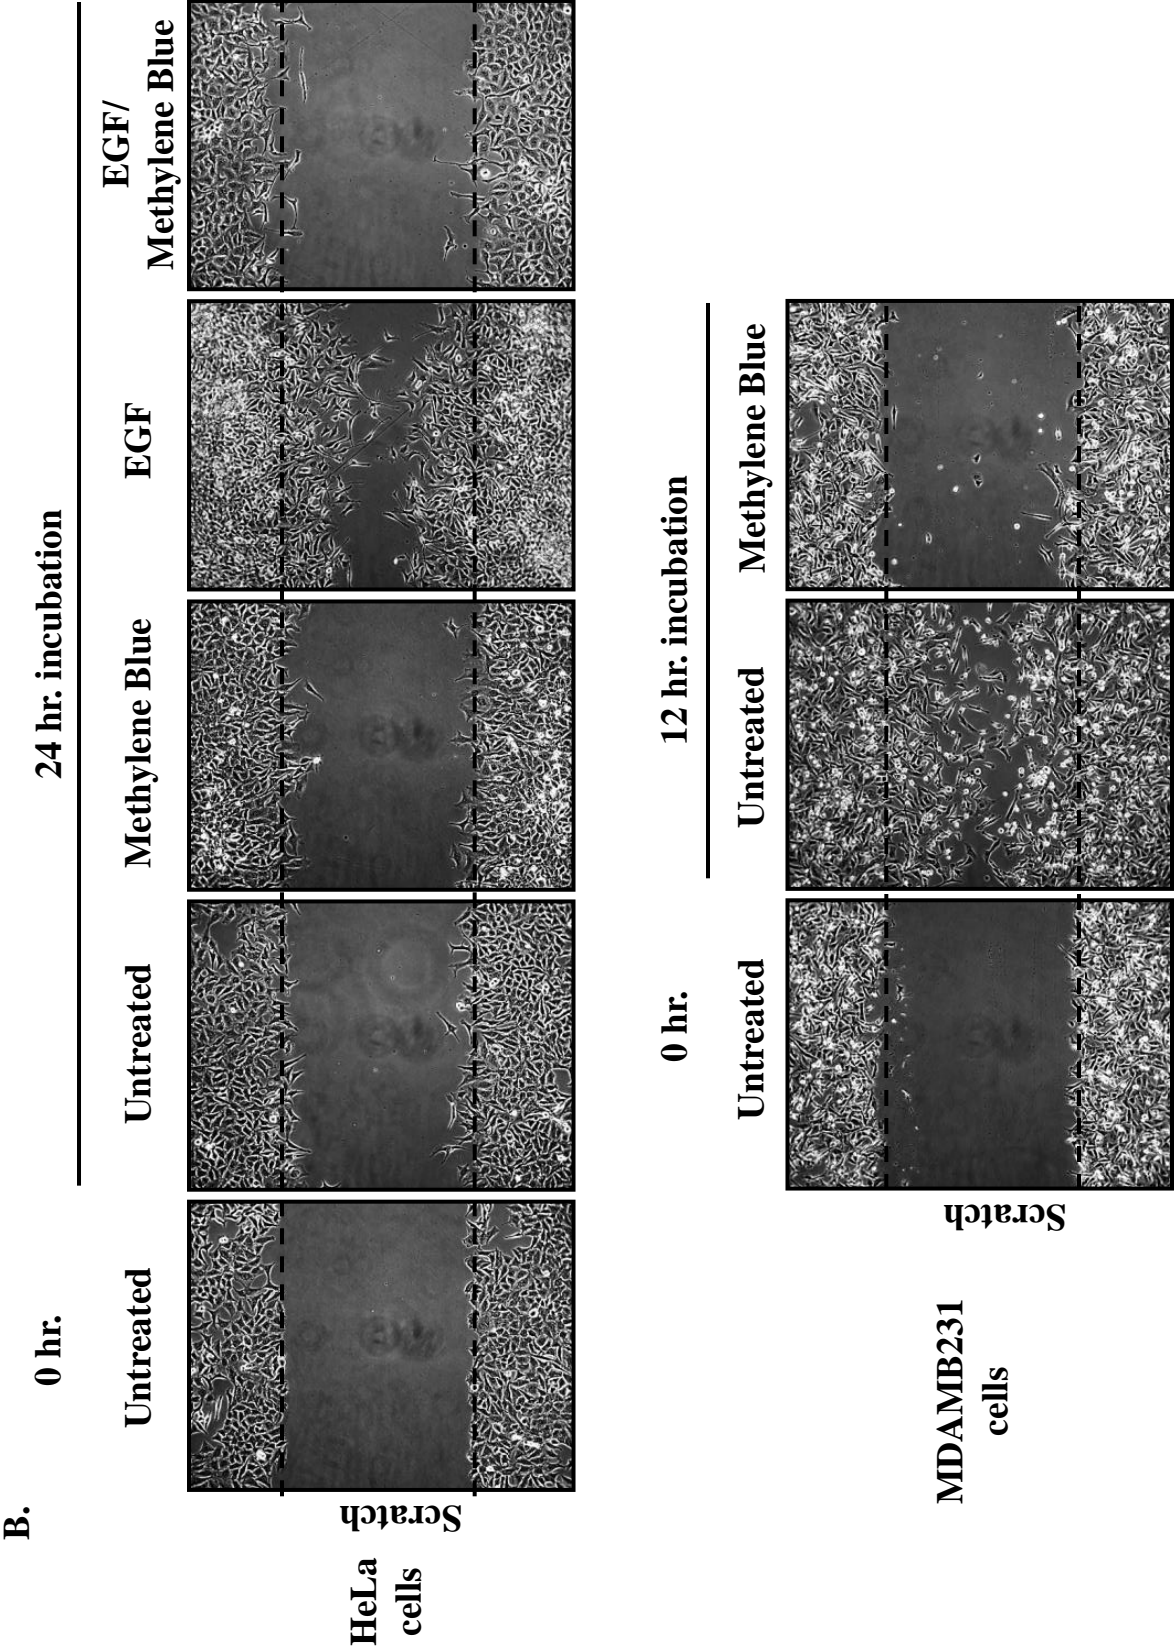 B.
0 hr.
24 hr. incubation
Untreated
Untreated
Methylene Blue
EGF
EGF/
Methylene Blue
HeLa
cells
Scratch
0 hr.
12 hr. incubation
Untreated
Untreated
Methylene Blue
MDAMB231
cells
Scratch